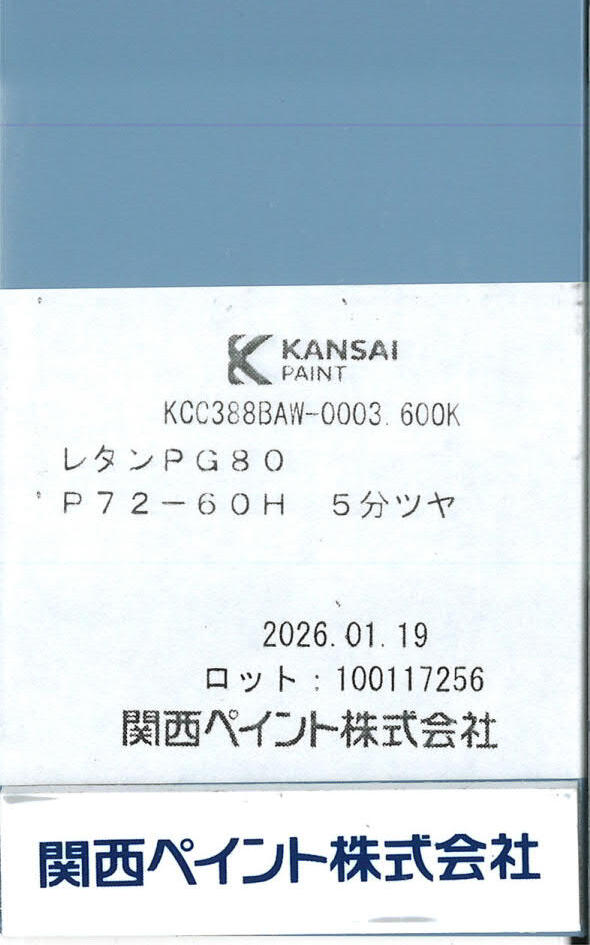 KANSAI
PAINT
KCC388BAW-0003.600K
レタンPG80
P72-60H 5分ツヤ
2026.01.19
ロット:100117256
関西ペイント株式会社
関西ペイント株式会社